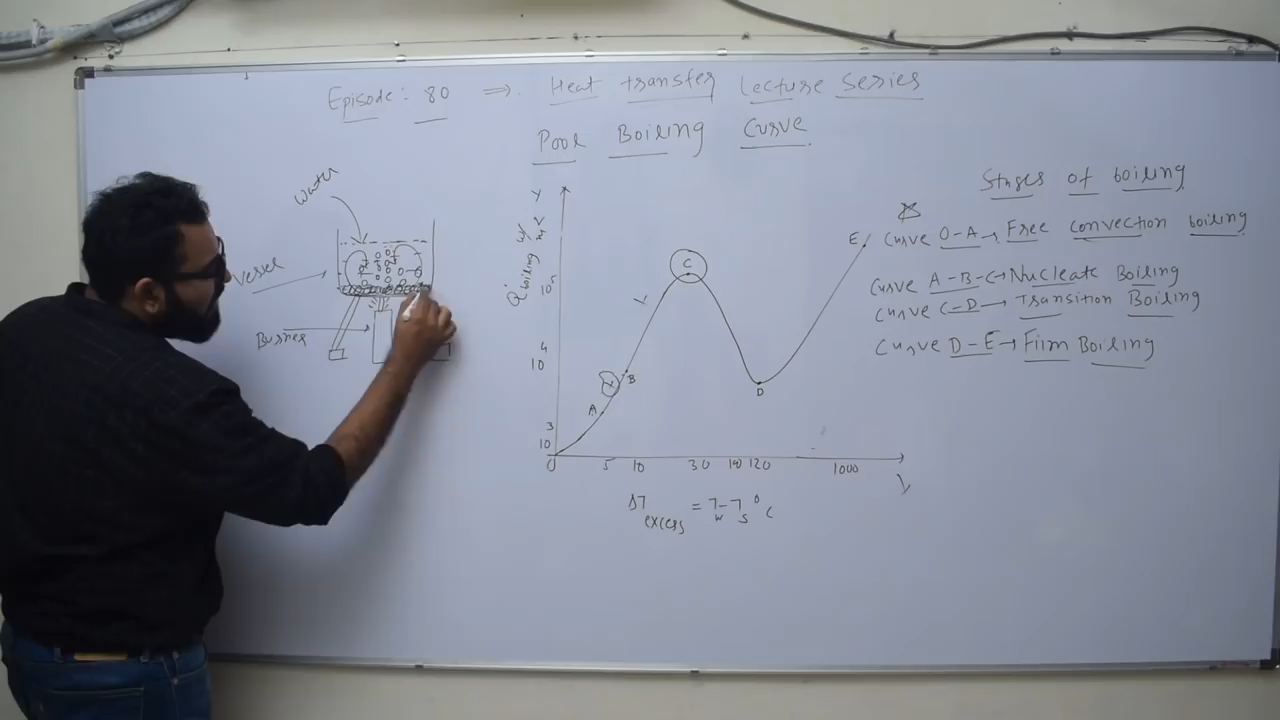 Episode: 80 ⇒ Heat transfer Lecture series
Pool Boiling Curve
Water
Vessel
Burner
Y
Q̇ boiling W/m²
10⁵
10⁴
10³
A
B
C
D
E
0 5 10 30 100 120 1000
ΔT excess = Tw-Ts °C
Stages of boiling
Curve O-A → Free convection boiling
Curve A-B-C → Nucleate Boiling
Curve C-D → Transition Boiling
Curve D-E → Film Boiling